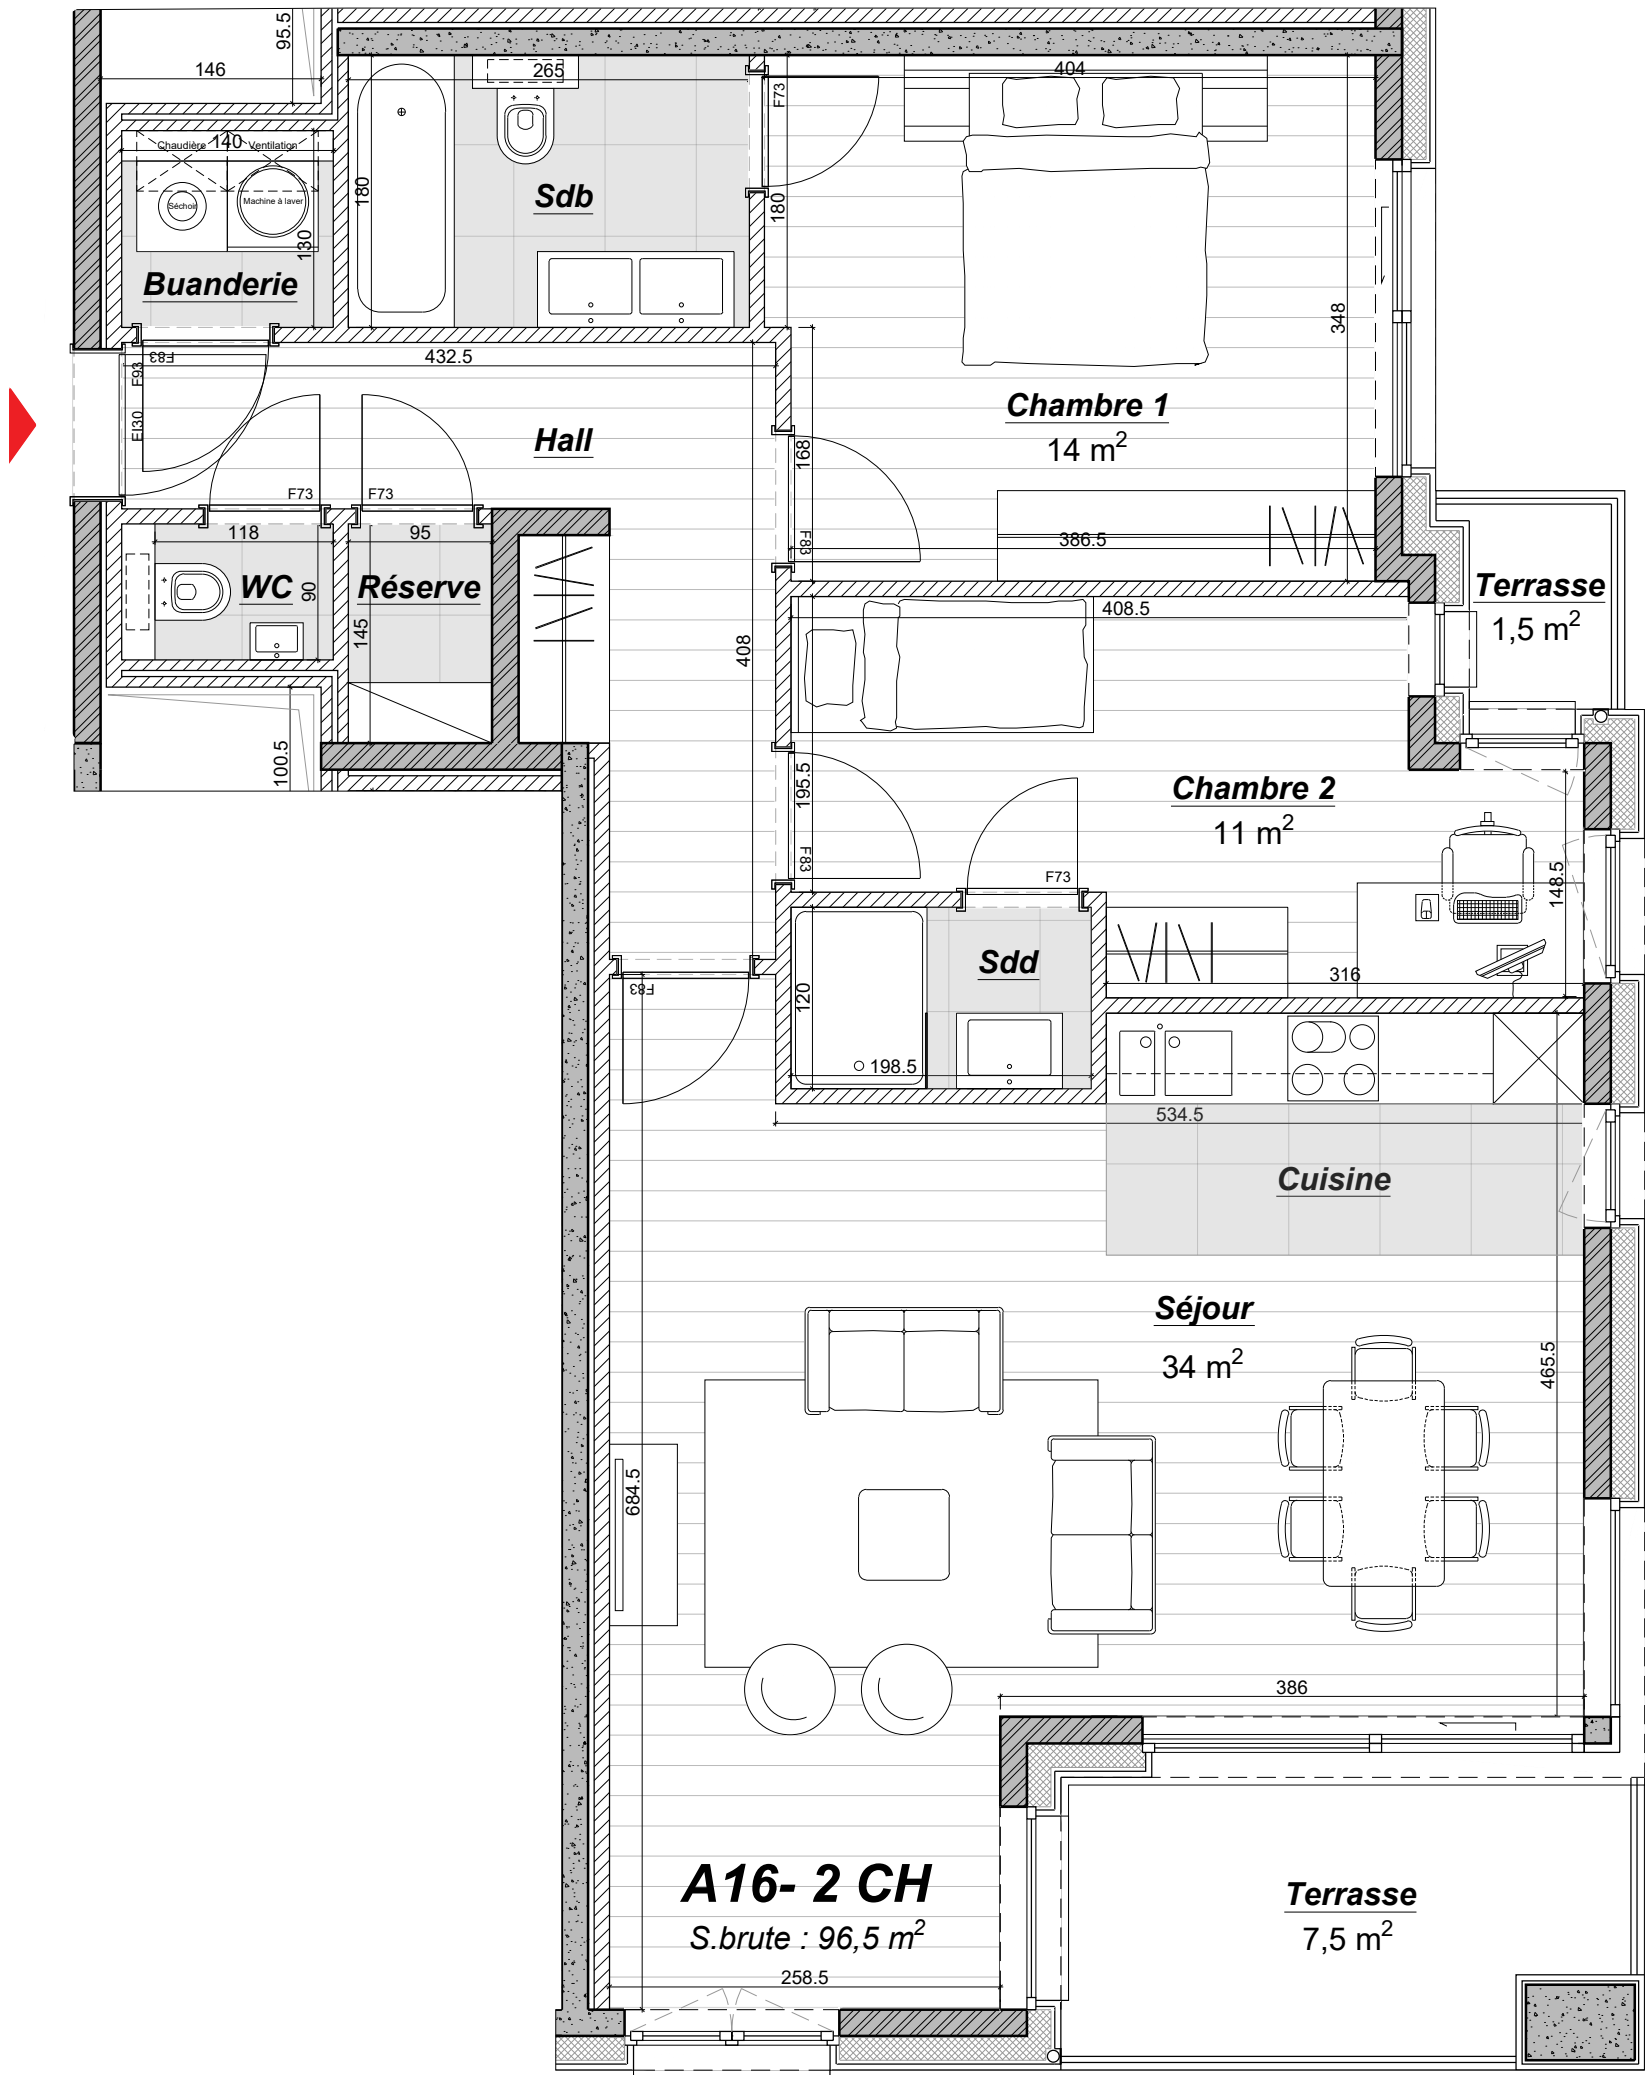 95.5
146
265
404
F73
Chaudière
140
Ventilation
180
Sdb
180
Séchoir
Machine à laver
130
Buanderie
348
F83
432.5
F93
EI30
Chambre 1
14 m²
Hall
168
F73
F73
118
95
386.5
F83
WC
90
Réserve
145
408.5
Terrasse
1,5 m²
408
100.5
195.5
Chambre 2
11 m²
F83
F73
148.5
Sdd
316
F83
120
198.5
534.5
Cuisine
Séjour
34 m²
465.5
684.5
386
A16- 2 CH
S.brute : 96,5 m²
Terrasse
7,5 m²
258.5